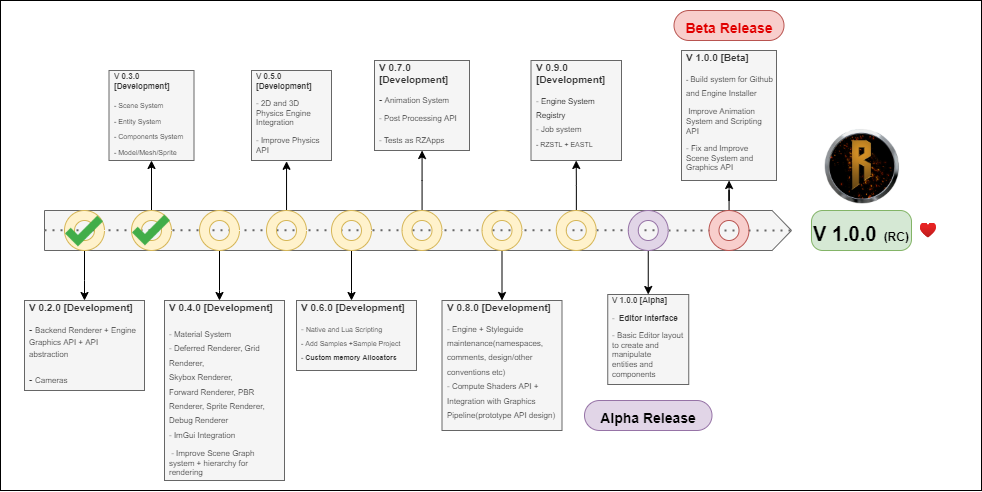 Beta Release
V 0.3.0
[Development]
- Scene System
- Entity System
- Components System
- Model/Mesh/Sprite
V 0.5.0
[Development]
- 2D and 3D
Physics Engine
Integration
- Improve Physics
API
V 0.7.0
[Development]
- Animation System
- Post Processing API
- Tests as RZApps
V 0.9.0
[Development]
- Engine System
Registry
- Job system
- RZSTL + EASTL
V 1.0.0 [Beta]
- Build system for Github
and Engine Installer
Improve Animation
System and Scripting
API
- Fix and Improve
Scene System and
Graphics API
R
V 1.0.0 (RC)
V 0.2.0 [Development]
- Backend Renderer + Engine
Graphics API + API
abstraction
- Cameras
V 0.4.0 [Development]
- Material System
- Deferred Renderer, Grid
Renderer,
Skybox Renderer,
Forward Renderer, PBR
Renderer, Sprite Renderer,
Debug Renderer
- ImGui Integration
- Improve Scene Graph
system + hierarchy for
rendering
V 0.6.0 [Development]
- Native and Lua Scripting
- Add Samples +Sample Project
- Custom memory Allocators
V 0.8.0 [Development]
- Engine + Styleguide
maintenance(namespaces,
comments, design/other
conventions etc)
- Compute Shaders API +
Integration with Graphics
Pipeline(prototype API design)
V 1.0.0 [Alpha]
- Editor Interface
- Basic Editor layout
to create and
manipulate
entities and
components
Alpha Release